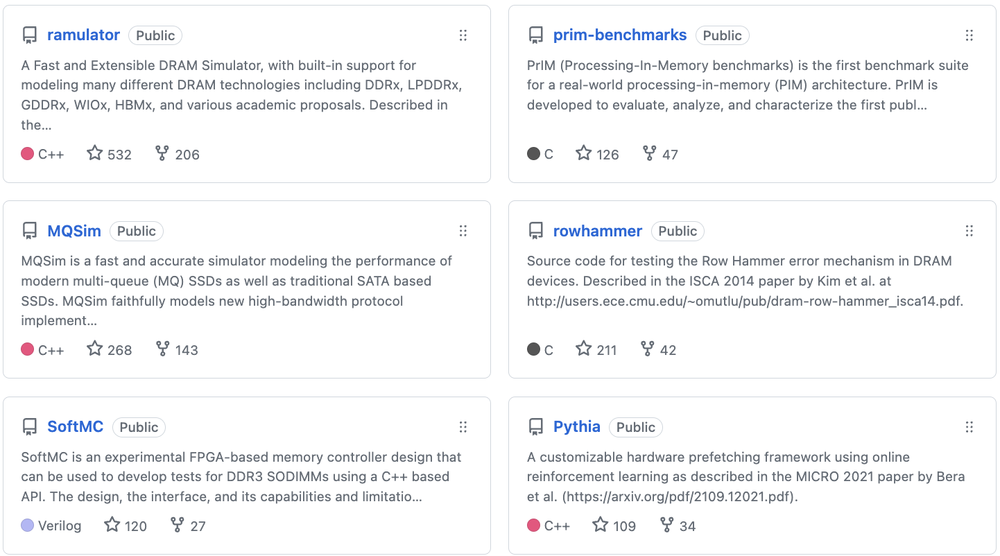 ramulator Public
A Fast and Extensible DRAM Simulator, with built-in support for
modeling many different DRAM technologies including DDRx, LPDDRx,
GDDRx, WIOx, HBMx, and various academic proposals. Described in
the...
C++ 532 206
prim-benchmarks Public
PrIM (Processing-In-Memory benchmarks) is the first benchmark suite
for a real-world processing-in-memory (PIM) architecture. PrIM is
developed to evaluate, analyze, and characterize the first publ...
C 126 47
MQSim Public
MQSim is a fast and accurate simulator modeling the performance of
modern multi-queue (MQ) SSDs as well as traditional SATA based
SSDs. MQSim faithfully models new high-bandwidth protocol
implement...
C++ 268 143
rowhammer Public
Source code for testing the Row Hammer error mechanism in DRAM
devices. Described in the ISCA 2014 paper by Kim et al. at
http://users.ece.cmu.edu/~omutlu/pub/dram-row-hammer_isca14.pdf.
C 211 42
SoftMC Public
SoftMC is an experimental FPGA-based memory controller design that
can be used to develop tests for DDR3 SODIMMs using a C++ based
API. The design, the interface, and its capabilities and limitatio...
Verilog 120 27
Pythia Public
A customizable hardware prefetching framework using online
reinforcement learning as described in the MICRO 2021 paper by Bera
et al. (https://arxiv.org/pdf/2109.12021.pdf).
C++ 109 34